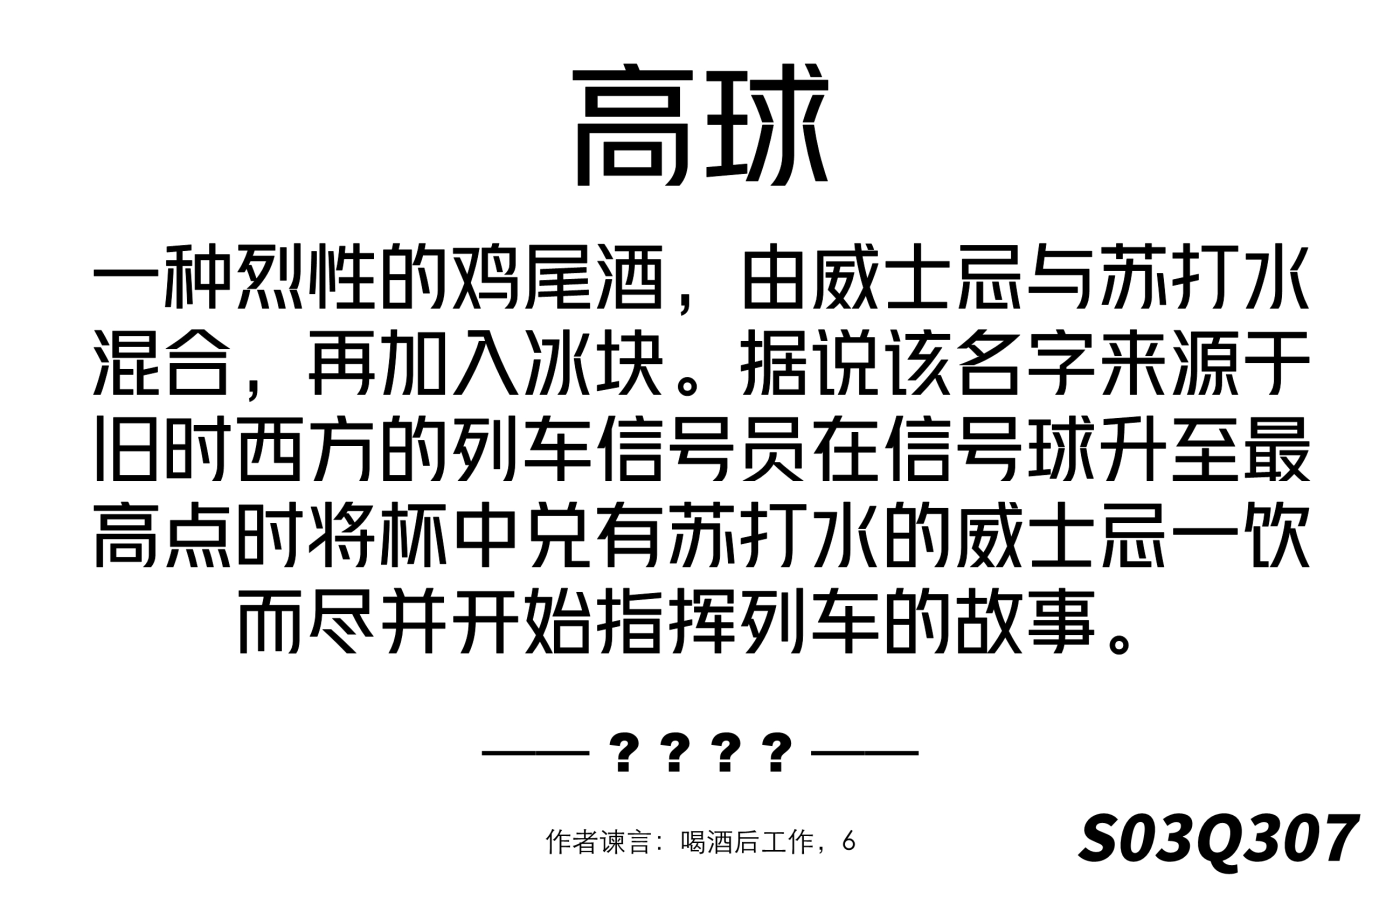 高球
一种烈性的鸡尾酒，由威士忌与苏打水
混合，再加入冰块。据说该名字来源于
旧时西方的列车信号员在信号球升至最
高点时将杯中兑有苏打水的威士忌一饮
而尽并开始指挥列车的故事。
——？？？？——
作者谏言：喝酒后工作，6
S03Q307